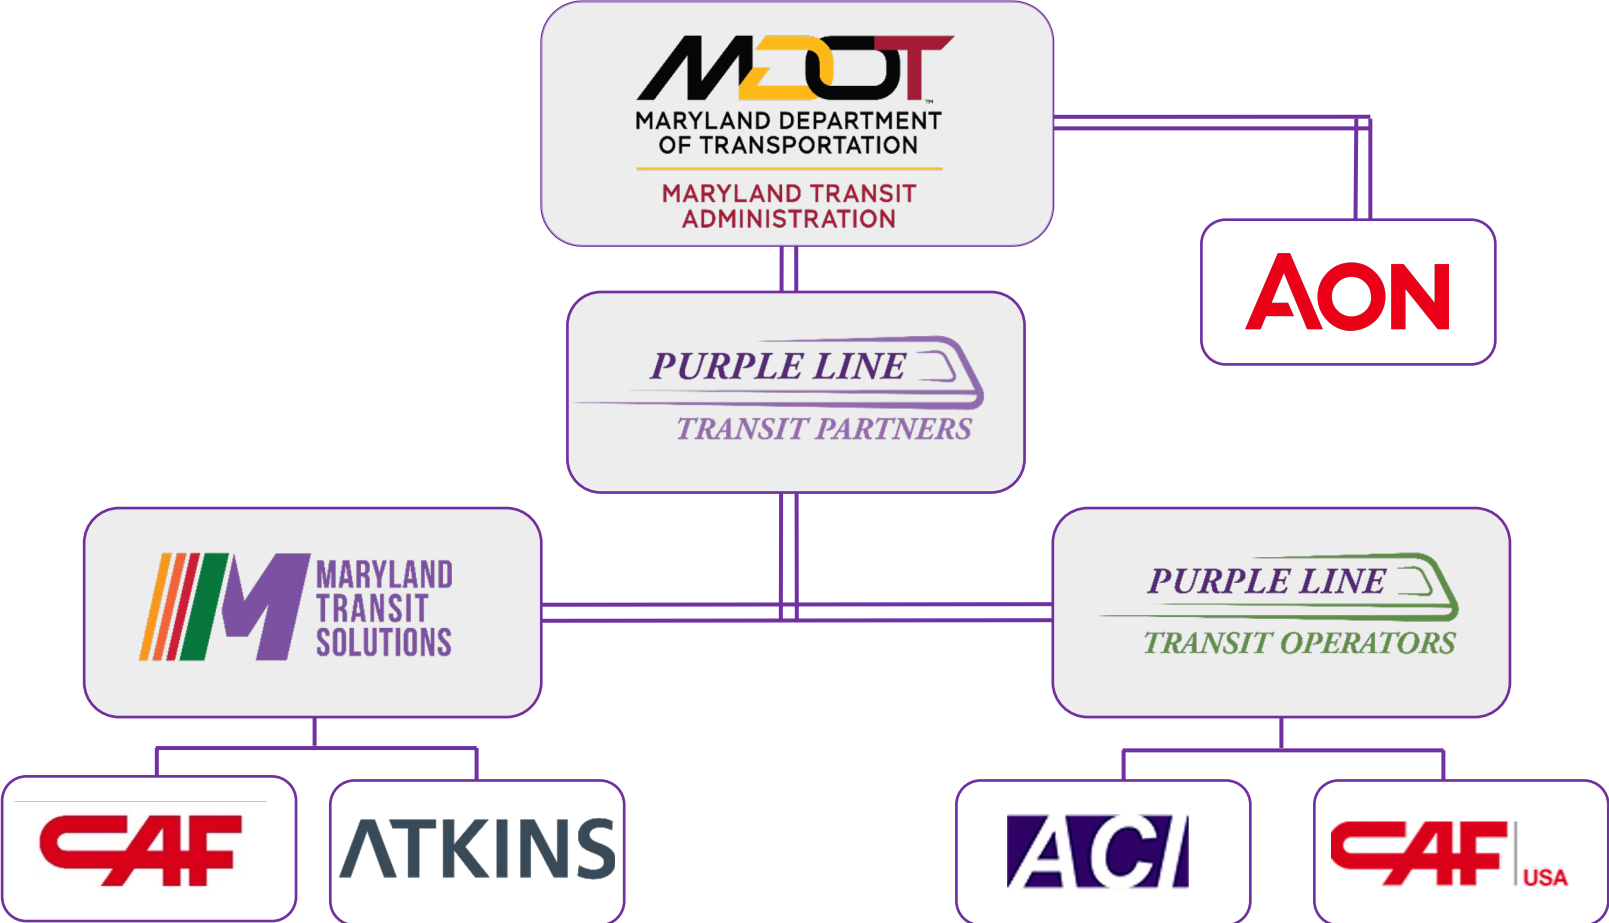 MDOT™
MARYLAND DEPARTMENT
OF TRANSPORTATION
MARYLAND TRANSIT
ADMINISTRATION
AON
PURPLE LINE
TRANSIT PARTNERS
M MARYLAND
TRANSIT
SOLUTIONS
PURPLE LINE
TRANSIT OPERATORS
CAF
ATKINS
ACI
CAF USA